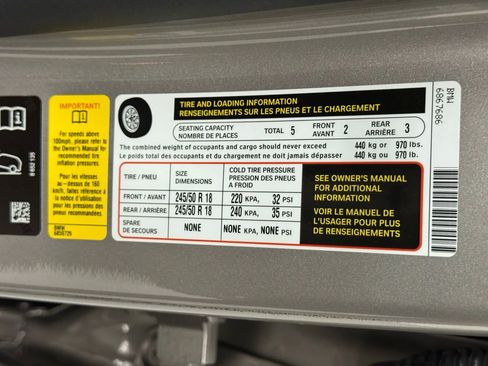 IMPORTANT!
For speeds above
100mph, please refer
to the Owner's Manual
for recommended
inflation pressures.
Pour les vitesses
au - dessus de 160
km/h, faites référence à
la notice d'utilisation
pour les pressions des
pneus recommandées
BMW
6850729
8 652 135
TIRE AND LOADING INFORMATION
RENSEIGNEMENTS SUR LES PNEUS ET LE CHARGEMENT
SEATING CAPACITY
NOMBRE DE PLACES
TOTAL 5
FRONT
AVANT 2
REAR
ARRIÈRE 3
The combined weight of occupants and cargo should never exceed 440 kg or 970 lbs.
Le poids total des occupants et du chargement ne doit jamais dépasser 440 kg ou 970 lb.
TIRE / PNEU
SIZE
DIMENSIONS
COLD TIRE PRESSURE
PRESSION DES PNEUS
A FROID
FRONT / AVANT 245/50 R 18 220 KPA, 32 PSI
REAR / ARRIÈRE 245/50 R 18 240 KPA, 35 PSI
SPARE
DE SECOURS NONE NONE KPA, NONE PSI
SEE OWNER'S MANUAL
FOR ADDITIONAL
INFORMATION
VOIR LE MANUEL DE
L'USAGER POUR PLUS
DE RENSEIGNEMENTS
BMW
6867686